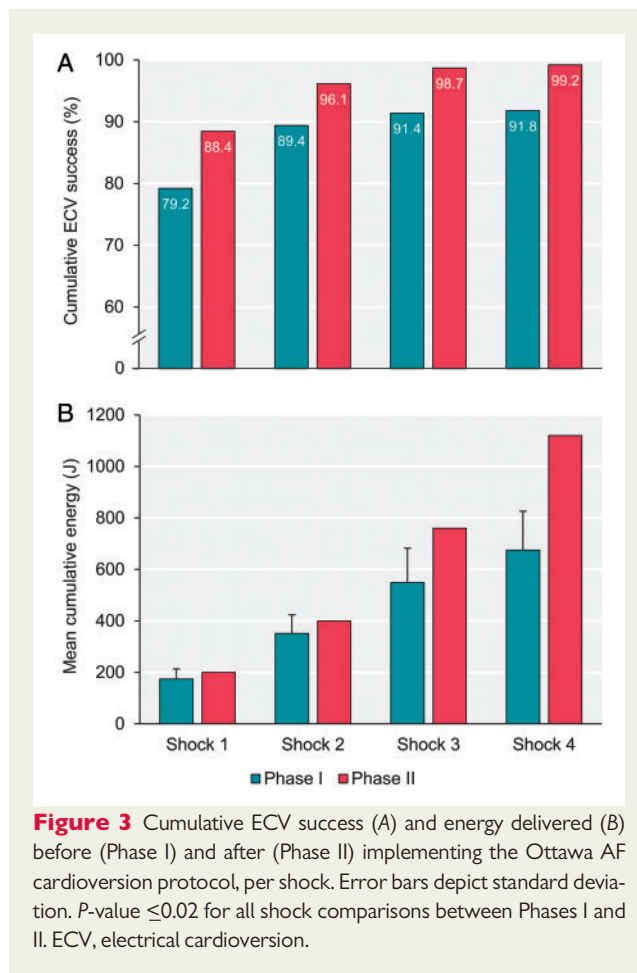 A
Cumulative ECV success (%)
100
90
80
70
60
0
79.2
88.4
89.4
96.1
91.4
98.7
91.8
99.2
B
Mean cumulative energy (J)
1200
1000
800
600
400
200
0
Shock 1 Shock 2 Shock 3 Shock 4
Phase I Phase II
Figure 3 Cumulative ECV success (A) and energy delivered (B)
before (Phase I) and after (Phase II) implementing the Ottawa AF
cardioversion protocol, per shock. Error bars depict standard devia-
tion. P-value ≤0.02 for all shock comparisons between Phases I and
II. ECV, electrical cardioversion.